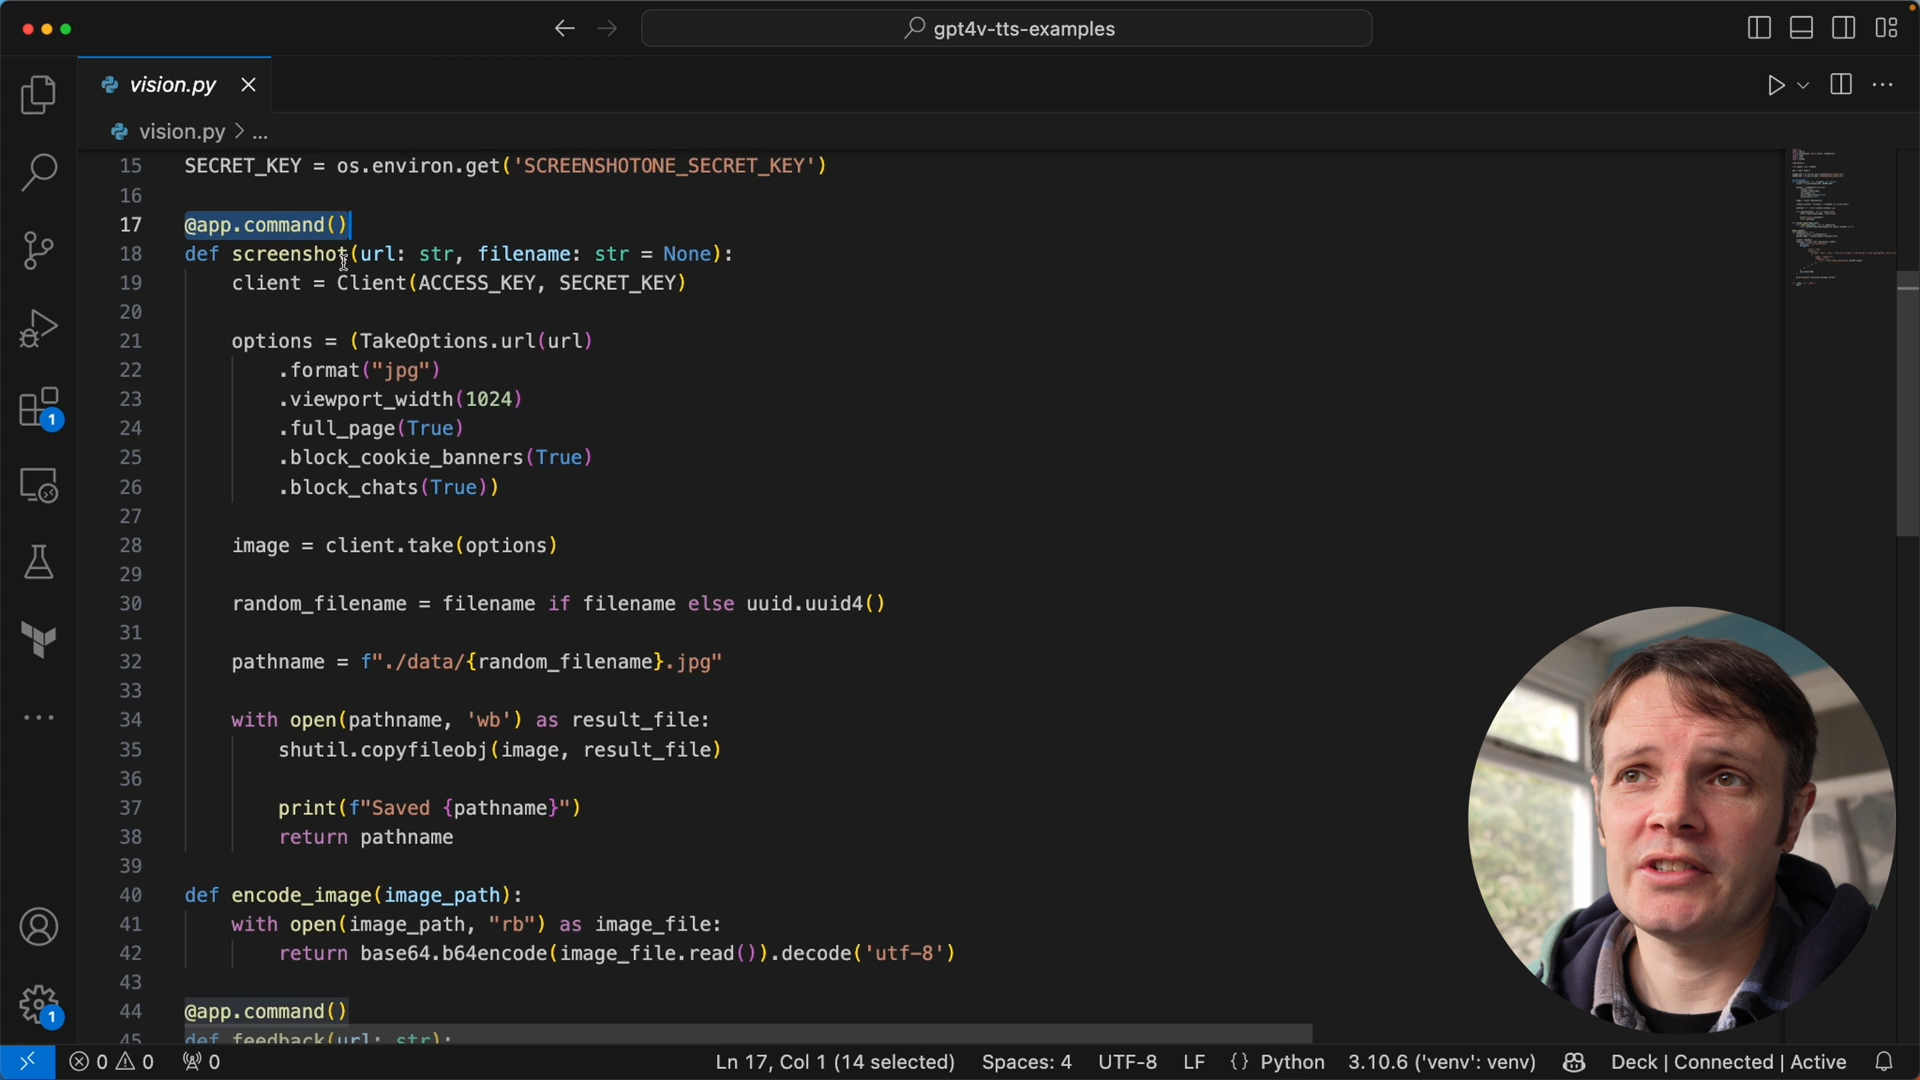 gpt4v-tts-examples
vision.py
vision.py > ...
15 SECRET_KEY = os.environ.get('SCREENSHOTONE_SECRET_KEY')
16
17 @app.command()
18 def screenshot(url: str, filename: str = None):
19 client = Client(ACCESS_KEY, SECRET_KEY)
20
21 options = (TakeOptions.url(url)
22 .format("jpg")
23 .viewport_width(1024)
24 .full_page(True)
25 .block_cookie_banners(True)
26 .block_chats(True))
27
28 image = client.take(options)
29
30 random_filename = filename if filename else uuid.uuid4()
31
32 pathname = f"./data/{random_filename}.jpg"
33
34 with open(pathname, 'wb') as result_file:
35 shutil.copyfileobj(image, result_file)
36
37 print(f"Saved {pathname}")
38 return pathname
39
40 def encode_image(image_path):
41 with open(image_path, "rb") as image_file:
42 return base64.b64encode(image_file.read()).decode('utf-8')
43
44 @app.command()
45 def feedback(url: str):
1
1
0 0 0 Ln 17, Col 1 (14 selected) Spaces: 4 UTF-8 LF {} Python 3.10.6 ('venv': venv) Deck | Connected | Active